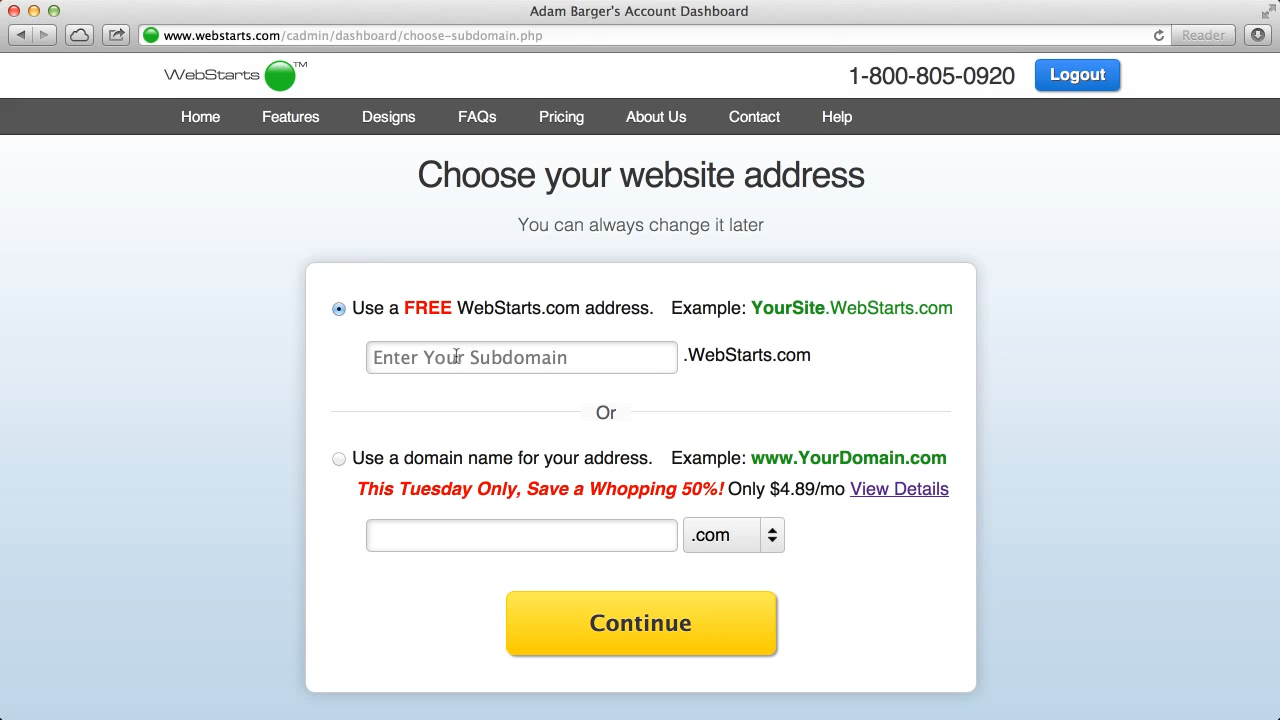 Adam Barger's Account Dashboard
www.webstarts.com/cadmin/dashboard/choose-subdomain.php
Reader
WebStarts™
1-800-805-0920
Logout
Home Features Designs FAQs Pricing About Us Contact Help
Choose your website address
You can always change it later
Use a FREE WebStarts.com address. Example: YourSite.WebStarts.com
Enter Your Subdomain .WebStarts.com
Or
Use a domain name for your address. Example: www.YourDomain.com
This Tuesday Only, Save a Whopping 50%! Only $4.89/mo View Details
.com
Continue